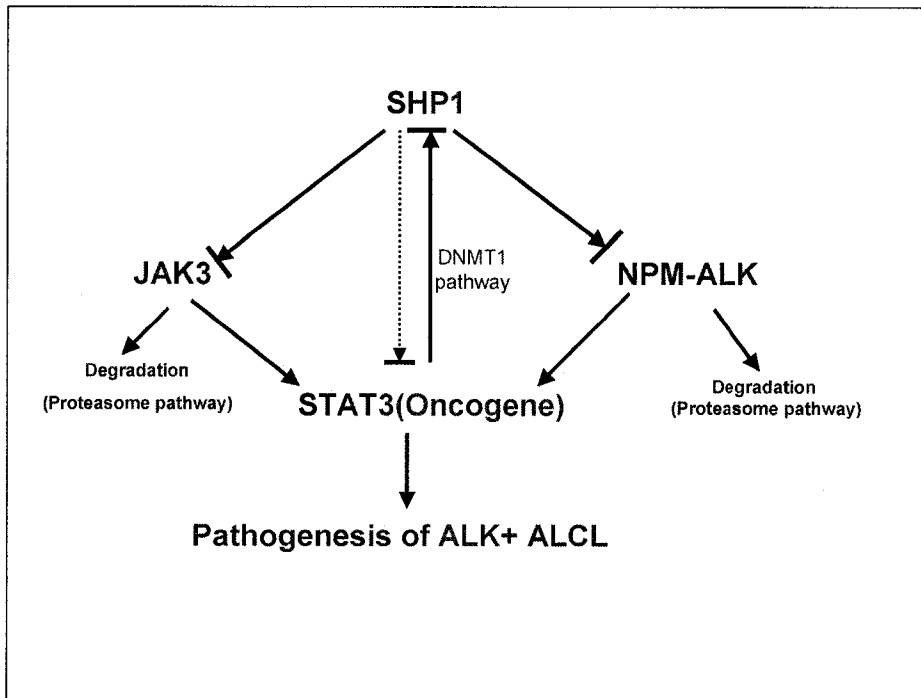 SHP1
DNMT1
pathway
JAK3
NPM-ALK
Degradation
(Proteasome pathway)
STAT3(Oncogene)
Degradation
(Proteasome pathway)
Pathogenesis of ALK+ ALCL